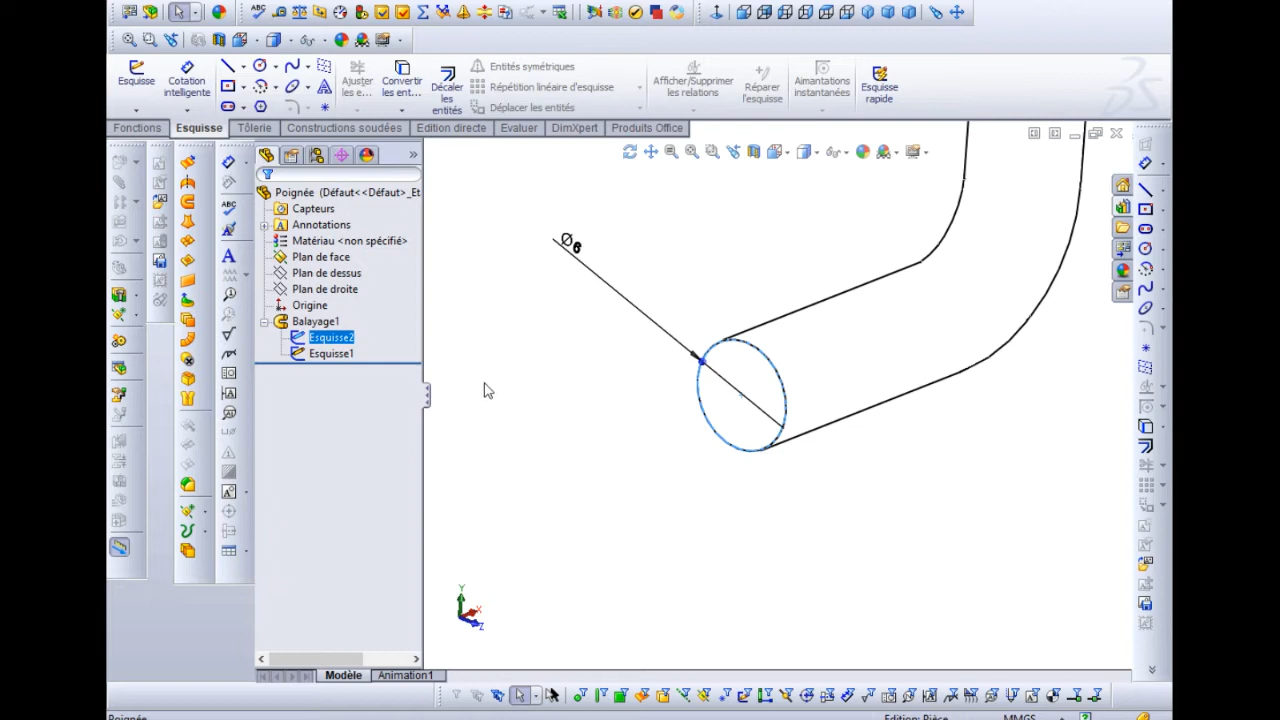 Esquisse
Cotation
intelligente
Ajuster
les e...
Convertir
les ent...
Décaler
les
entités
Entités symétriques
Répétition linéaire d'esquisse
Déplacer les entités
Afficher/Supprimer
les relations
Réparer
l'esquisse
Aimantations
instantanées
Esquisse
rapide
Fonctions
Esquisse
Tôlerie
Constructions soudées
Edition directe
Evaluer
DimXpert
Produits Office
Poignée (Défaut<<Défaut>_Et
Capteurs
Annotations
Matériau <non spécifié>
Plan de face
Plan de dessus
Plan de droite
Origine
Balayage1
Esquisse2
Esquisse1
Ø6
Y
X
Z
Modèle
Animation1
Poignée
Edition: Pièce
MMGS